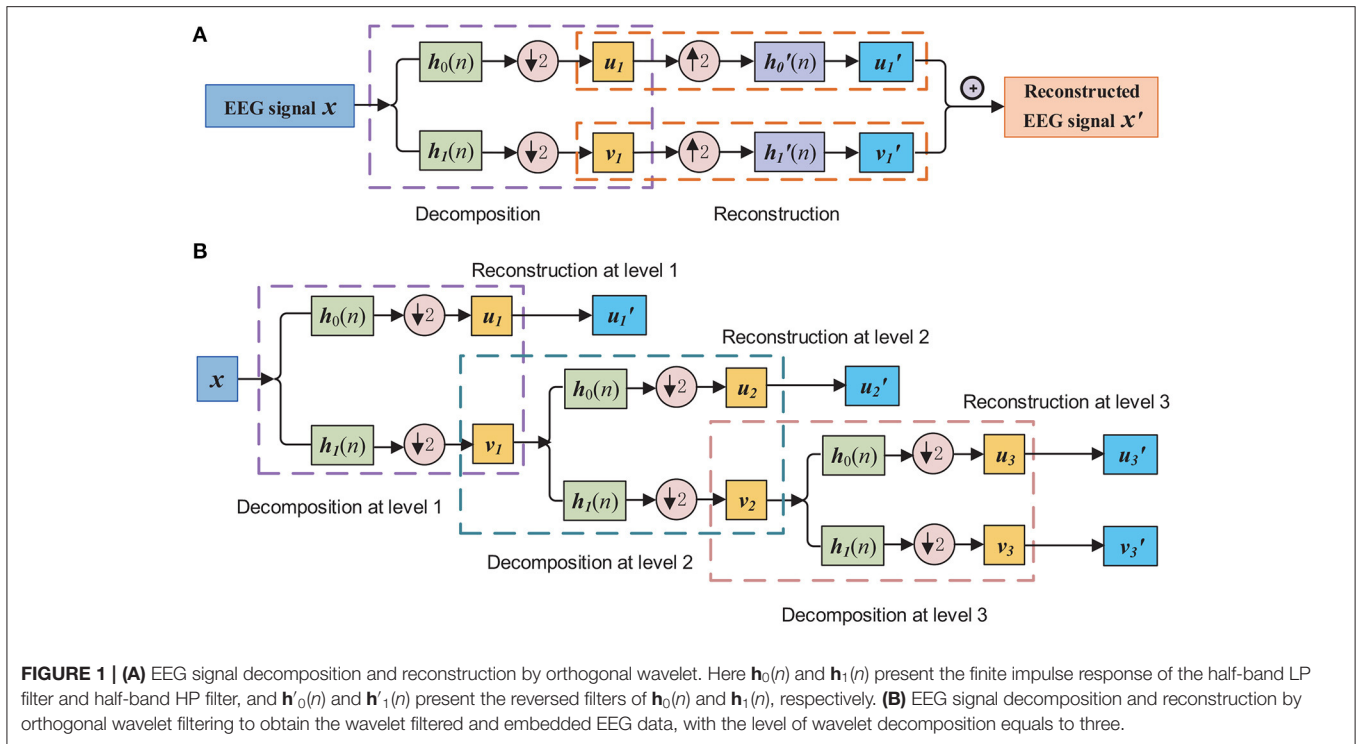 A
EEG signal x
h₀(n)
↓2
u₁
↑2
h₀'(n)
u₁'
h₁(n)
↓2
v₁
↑2
h₁'(n)
v₁'
+
Reconstructed
EEG signal x'
Decomposition
Reconstruction
B
Reconstruction at level 1
x
h₀(n)
↓2
u₁
u₁'
h₁(n)
↓2
v₁
Decomposition at level 1
Reconstruction at level 2
h₀(n)
↓2
u₂
u₂'
h₁(n)
↓2
v₂
Decomposition at level 2
Reconstruction at level 3
h₀(n)
↓2
u₃
u₃'
h₁(n)
↓2
v₃
v₃'
Decomposition at level 3
FIGURE 1 | (A) EEG signal decomposition and reconstruction by orthogonal wavelet. Here h₀(n) and h₁(n) present the finite impulse response of the half-band LP
filter and half-band HP filter, and h'₀(n) and h'₁(n) present the reversed filters of h₀(n) and h₁(n), respectively. (B) EEG signal decomposition and reconstruction by
orthogonal wavelet filtering to obtain the wavelet filtered and embedded EEG data, with the level of wavelet decomposition equals to three.